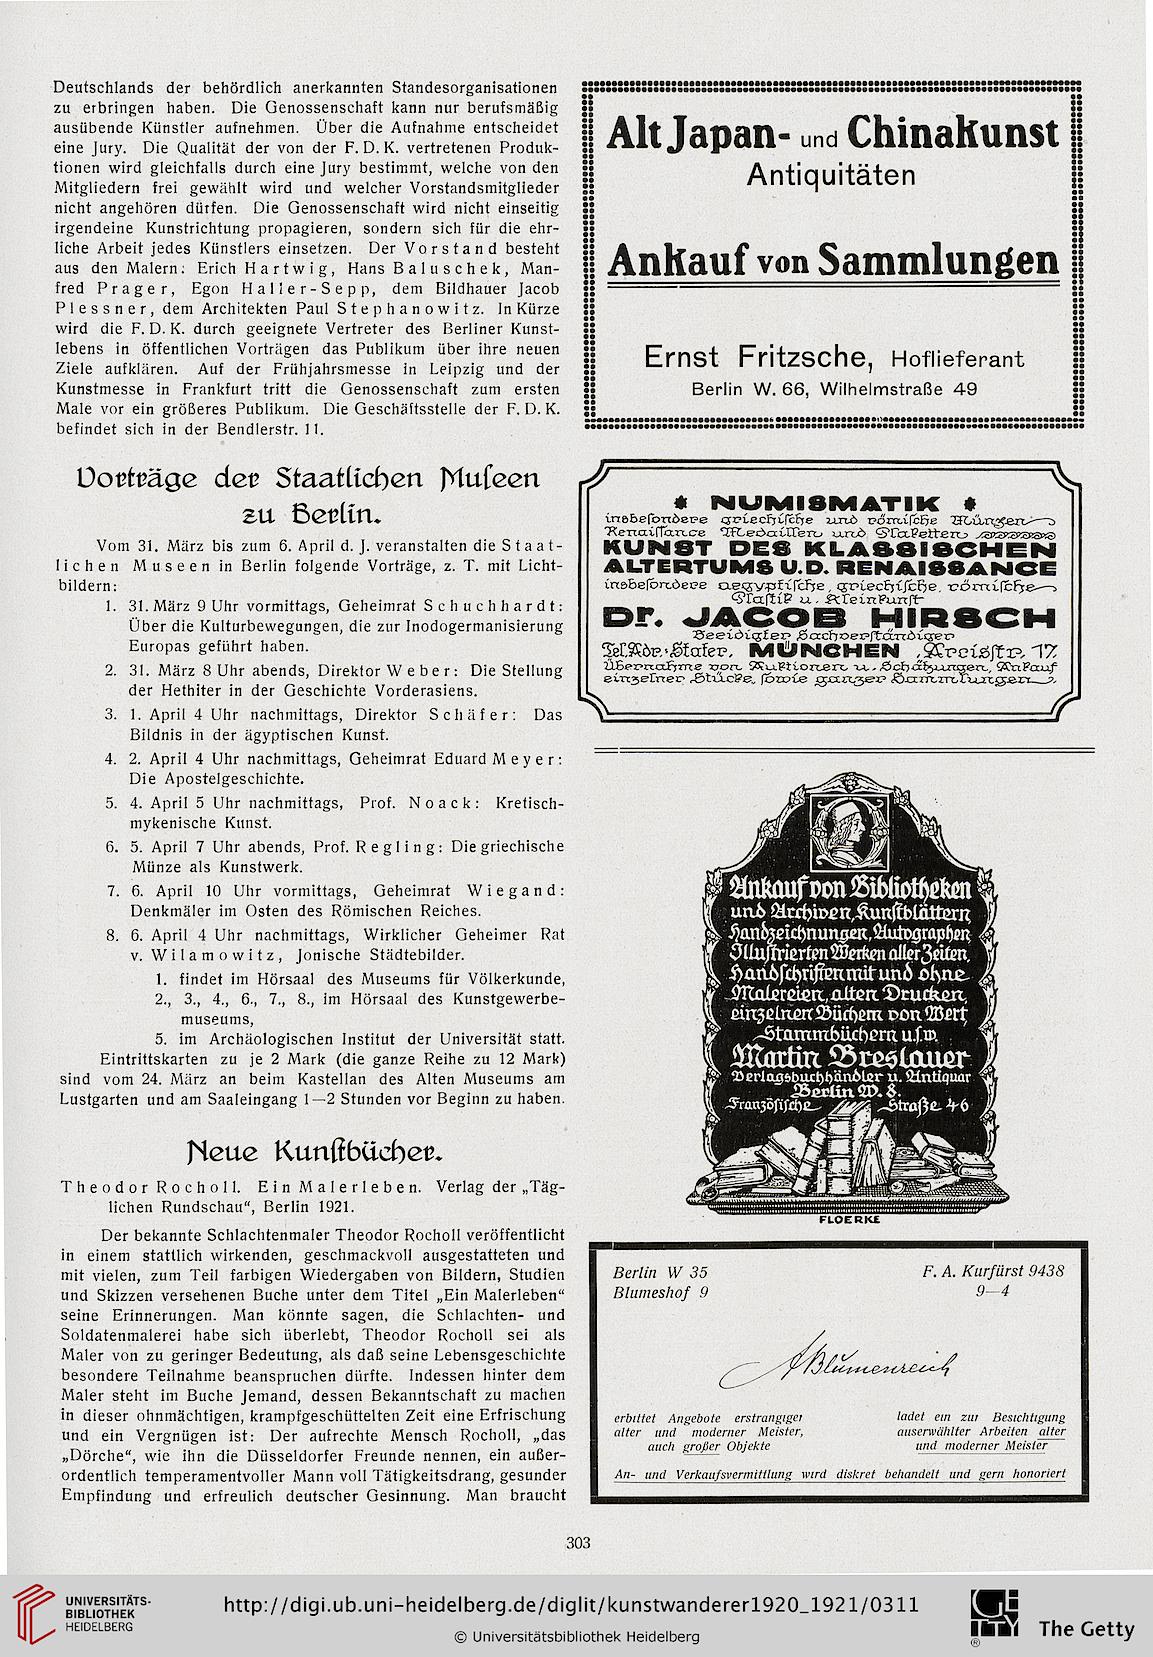 Deutschlands der behördlich anerkannten Standesorganisationen
zu erbringen haben. Die Genossenschaft kann nur berufsmäßig
ausübende Künstler aufnehmen. Über die Aufnahme entscheidet
eine Jury. Die Qualität der von der F. D. K. vertretenen Produk-
tionen wird gleichfalls durch eine Jury bestimmt, welche von den
Mitgliedern frei gewählt wird und welcher Vorstandsmitglieder
nicht angehören dürfen. Die Genossenschaft wird nicht einseitig
irgendeine Kunstrichtung propagieren, sondern sich für die ehr-
liche Arbeit jedes Künstlers einsetzen. Der Vorstand besteht
aus den Malern: Erich Hartwig, Hans Baluschek, Man-
fred Prager, Egon Haller-Sepp, dem Bildhauer Jacob
Plessner, dem Architekten Paul Stephanowitz. In Kürze
wird die F. D. K. durch geeignete Vertreter des Berliner Kunst-
lebens in öffentlichen Vorträgen das Publikum über ihre neuen
Ziele aufklären. Auf der Frühjahrsmesse in Leipzig und der
Kunstmesse in Frankfurt tritt die Genossenschaft zum ersten
Male vor ein größeres Publikum. Die Geschäftsstelle der F. D. K.
befindet sich in der Bendlerstr. 11.
Vorträge der Staatlichen Museen
zu Berlin.
Vom 31. März bis zum 6. April d. J. veranstalten die Staat-
lichen Museen in Berlin folgende Vorträge, z. T. mit Licht-
bildern:
1. 31. März 9 Uhr vormittags, Geheimrat Schuchhardt:
Über die Kulturbewegungen, die zur Inodogermanisierung
Europas geführt haben.
2. 31. März 8 Uhr abends, Direktor Weber: Die Stellung
der Hethiter in der Geschichte Vorderasiens.
3. 1. April 4 Uhr nachmittags, Direktor Schäfer: Das
Bildnis in der ägyptischen Kunst.
4. 2. April 4 Uhr nachmittags, Geheimrat Eduard Meyer:
Die Apostelgeschichte.
5. 4. April 5 Uhr nachmittags, Prof. Noack: Kretisch-
mykenische Kunst.
6. 5. April 7 Uhr abends, Prof. Regling: Die griechische
Münze als Kunstwerk.
7. 6. April 10 Uhr vormittags, Geheimrat Wiegand:
Denkmäler im Osten des Römischen Reiches.
8. 6. April 4 Uhr nachmittags, Wirklicher Geheimer Rat
v. Wilamowitz, Jonische Städtebilder.
1. findet im Hörsaal des Museums für Völkerkunde,
2., 3., 4., 6., 7., 8., im Hörsaal des Kunstgewerbe-
museums,
5. im Archäologischen Institut der Universität statt.
Eintrittskarten zu je 2 Mark (die ganze Reihe zu 12 Mark)
sind vom 24. März an beim Kastellan des Alten Museums am
Lustgarten und am Saaleingang 1—2 Stunden vor Beginn zu haben.
Neue Kunstbücher.
Theodor Rocholl. Ein Malerleben. Verlag der „Täg-
lichen Rundschau“, Berlin 1921.
Der bekannte Schlachtenmaler Theodor Rocholl veröffentlicht
in einem stattlich wirkenden, geschmackvoll ausgestatteten und
mit vielen, zum Teil farbigen Wiedergaben von Bildern, Studien
und Skizzen versehenen Buche unter dem Titel „Ein Malerleben“
seine Erinnerungen. Man könnte sagen, die Schlachten- und
Soldatenmalerei habe sich überlebt, Theodor Rocholl sei als
Maler von zu geringer Bedeutung, als daß seine Lebensgeschichte
besondere Teilnahme beanspruchen dürfte. Indessen hinter dem
Maler steht im Buche Jemand, dessen Bekanntschaft zu machen
in dieser ohnmächtigen, krampfgeschüttelten Zeit eine Erfrischung
und ein Vergnügen ist: Der aufrechte Mensch Rocholl, „das
„Dörche“, wie ihn die Düsseldorfer Freunde nennen, ein außer-
ordentlich temperamentvoller Mann voll Tätigkeitsdrang, gesunder
Empfindung und erfreulich deutscher Gesinnung. Man braucht
Alt Japan- und Chinakunst
Antiquitäten
Ankauf von Sammlungen
Ernst Fritzsche, Hoflieferant
Berlin W. 66, Wilhelmstraße 49
NUMISMATIK
insbesondere griechische und römische Münzen
Renaissance Medaillen und Plaketten
KUNST DES KLASSISCHEN
ALTERTUMS U.D. RENAISSANCE
insbesondere aegyptische, griechische, römische
Plastik u. Kleinkunst
Dr. JACOB HIRSCH
Beeidigter Sachverständiger
Tel.Adr.: Stater, MÜNCHEN, Arcisstr. 17.
Übernahme von Auktionen u. Schätzungen, Ankauf
einzelner Stücke, sowie ganzer Sammlungen.
Ankauf von Bibliotheken
und Archiven, Kunstblättern
Handzeichnungen, Autographen
Illustrierten Werken aller Zeiten,
Handschriften mit und ohne
Malereien, alten Drucken,
einzelnen Büchern von Wert,
Stammbüchern u.s.w.
Martin Breslauer
Verlagsbuchhändler u. Antiquar
Berlin W. 8.
Französische Straße 46
FLOERKE
Berlin W 35 F. A. Kurfürst 9438
Blumeshof 9 9—4
A Blumenreich
erbittet Angebote erstrangiger
alter und moderner Meister,
auch großer Objekte
ladet ein zur Besichtigung
auserwählter Arbeiten alter
und moderner Meister
An- und Verkaufsvermittlung wird diskret behandelt und gern honoriert
303
UNIVERSITÄTS-
BIBLIOTHEK
HEIDELBERG
http://digi.ub.uni-heidelberg.de/diglit/kunstwanderer1920_1921/0311
© Universitätsbibliothek Heidelberg
The Getty